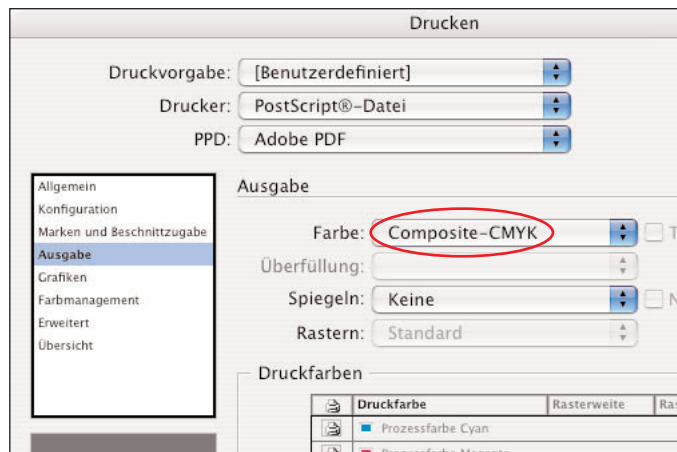 Drucken
Druckvorgabe: [Benutzerdefiniert]
Drucker: PostScript®-Datei
PPD: Adobe PDF
Allgemein
Konfiguration
Marken und Beschnittzugabe
Ausgabe
Grafiken
Farbmanagement
Erweitert
Übersicht
Ausgabe
Farbe: Composite-CMYK T
Überfüllung:
Spiegeln: Keine N
Rastern: Standard
Druckfarben
Druckfarbe Rasterweite Ras
Prozessfarbe Cyan